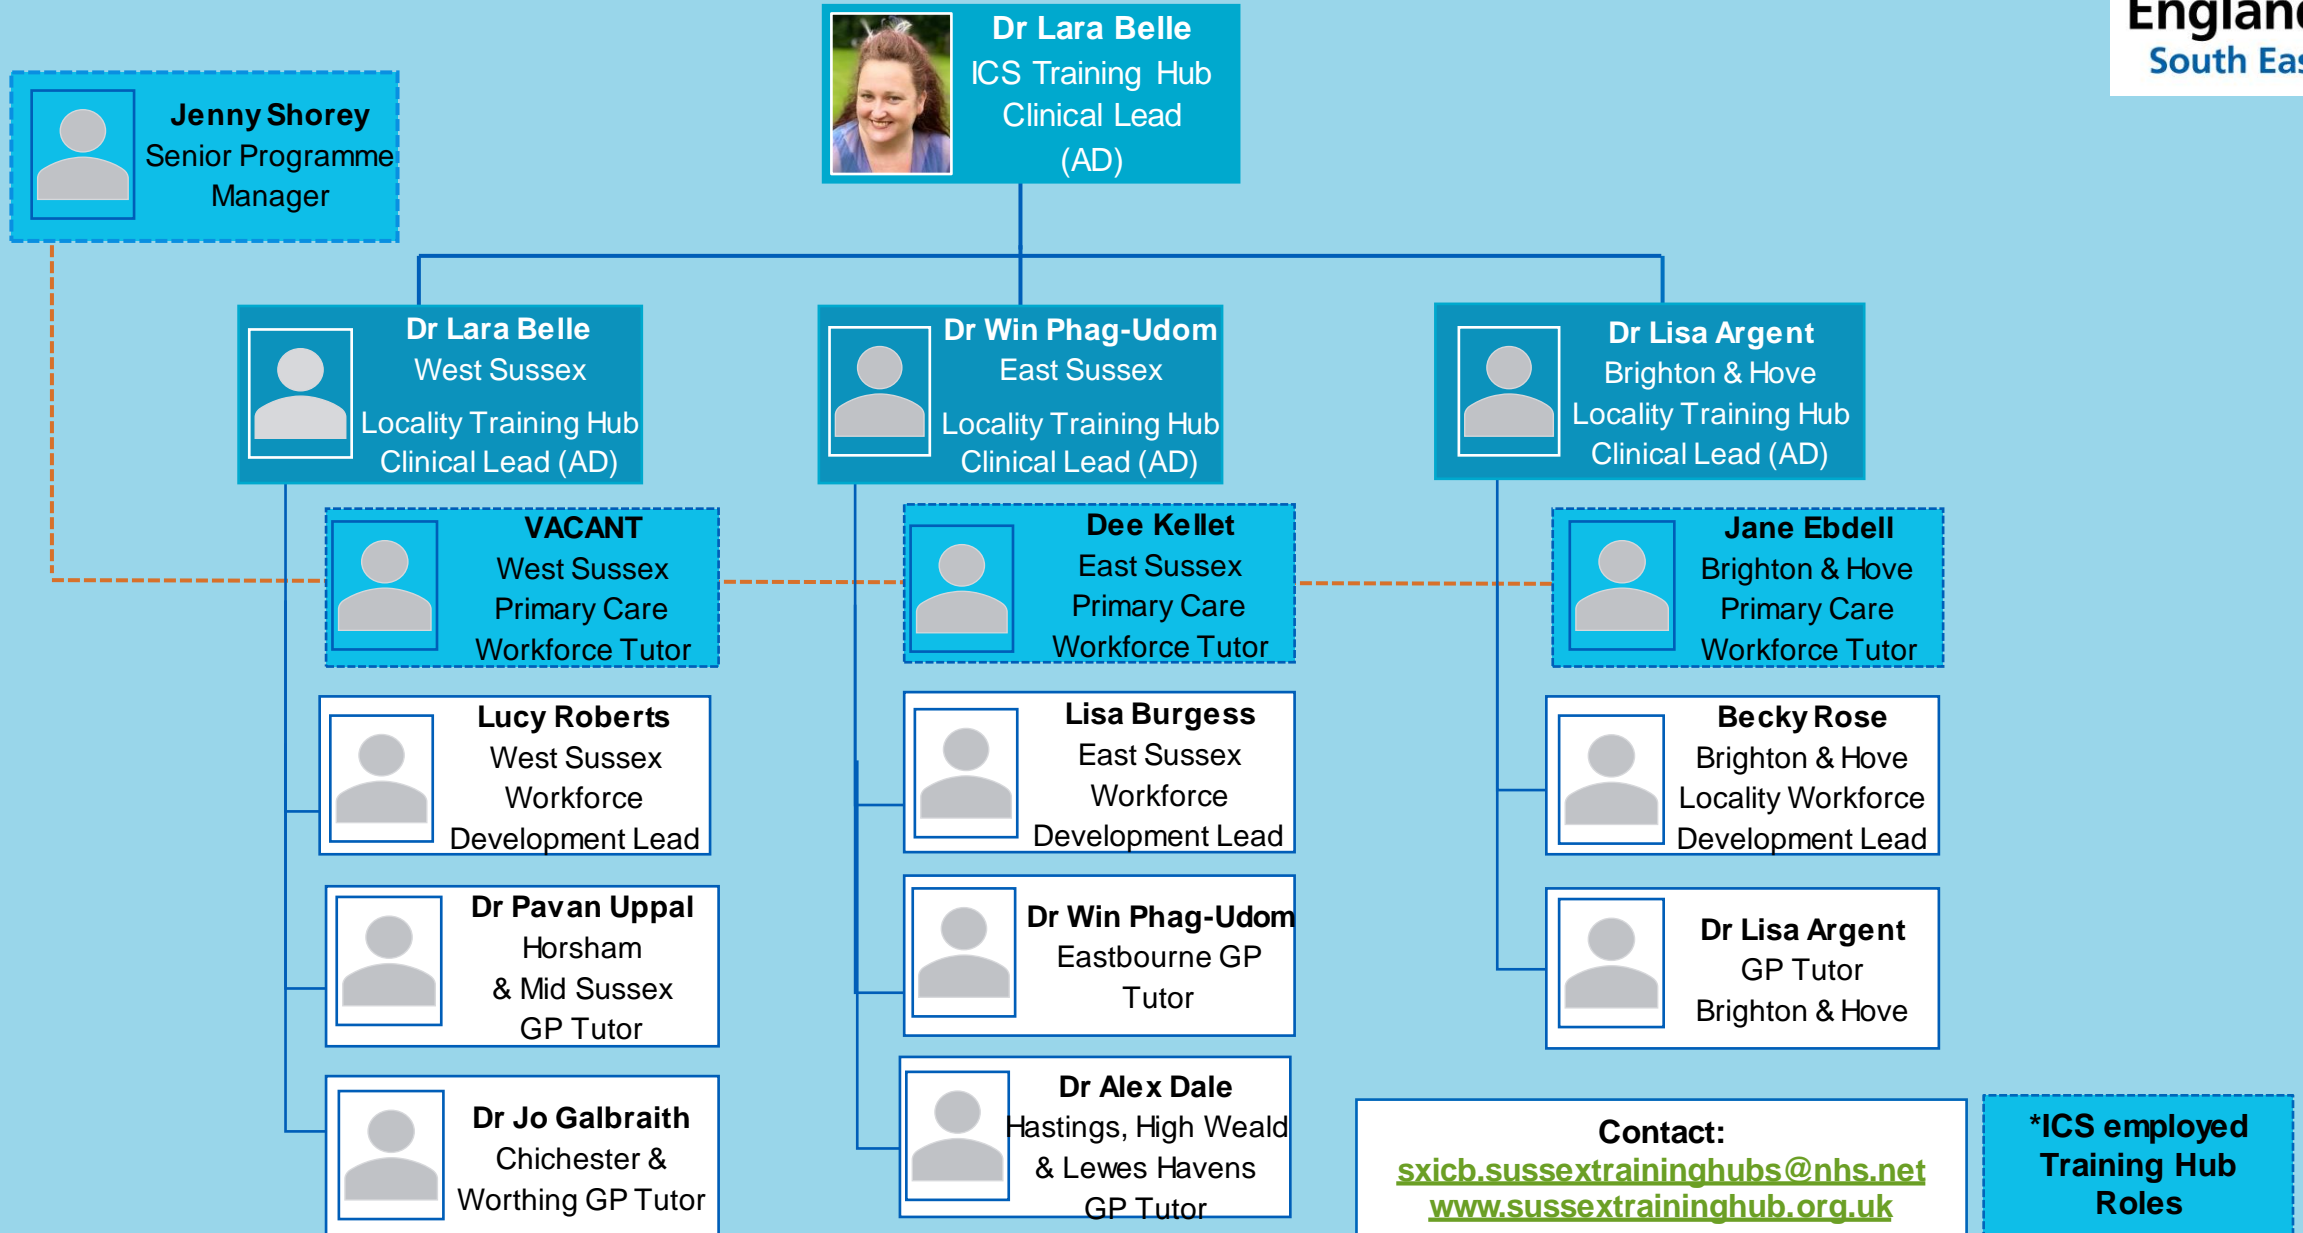 England
South East
Dr Lara Belle
ICS Training Hub
Clinical Lead
(AD)
Jenny Shorey
Senior Programme
Manager
Dr Lara Belle
West Sussex
Locality Training Hub
Clinical Lead (AD)
Dr Win Phag-Udom
East Sussex
Locality Training Hub
Clinical Lead (AD)
Dr Lisa Argent
Brighton & Hove
Locality Training Hub
Clinical Lead (AD)
VACANT
West Sussex
Primary Care
Workforce Tutor
Dee Kellet
East Sussex
Primary Care
Workforce Tutor
Jane Ebdell
Brighton & Hove
Primary Care
Workforce Tutor
Lucy Roberts
West Sussex
Workforce
Development Lead
Lisa Burgess
East Sussex
Workforce
Development Lead
Becky Rose
Brighton & Hove
Locality Workforce
Development Lead
Dr Pavan Uppal
Horsham
& Mid Sussex
GP Tutor
Dr Win Phag-Udom
Eastbourne GP
Tutor
Dr Lisa Argent
GP Tutor
Brighton & Hove
Dr Jo Galbraith
Chichester &
Worthing GP Tutor
Dr Alex Dale
Hastings, High Weald
& Lewes Havens
GP Tutor
Contact:
sxicb.sussextraininghubs@nhs.net
www.sussextraininghub.org.uk
*ICS employed
Training Hub
Roles